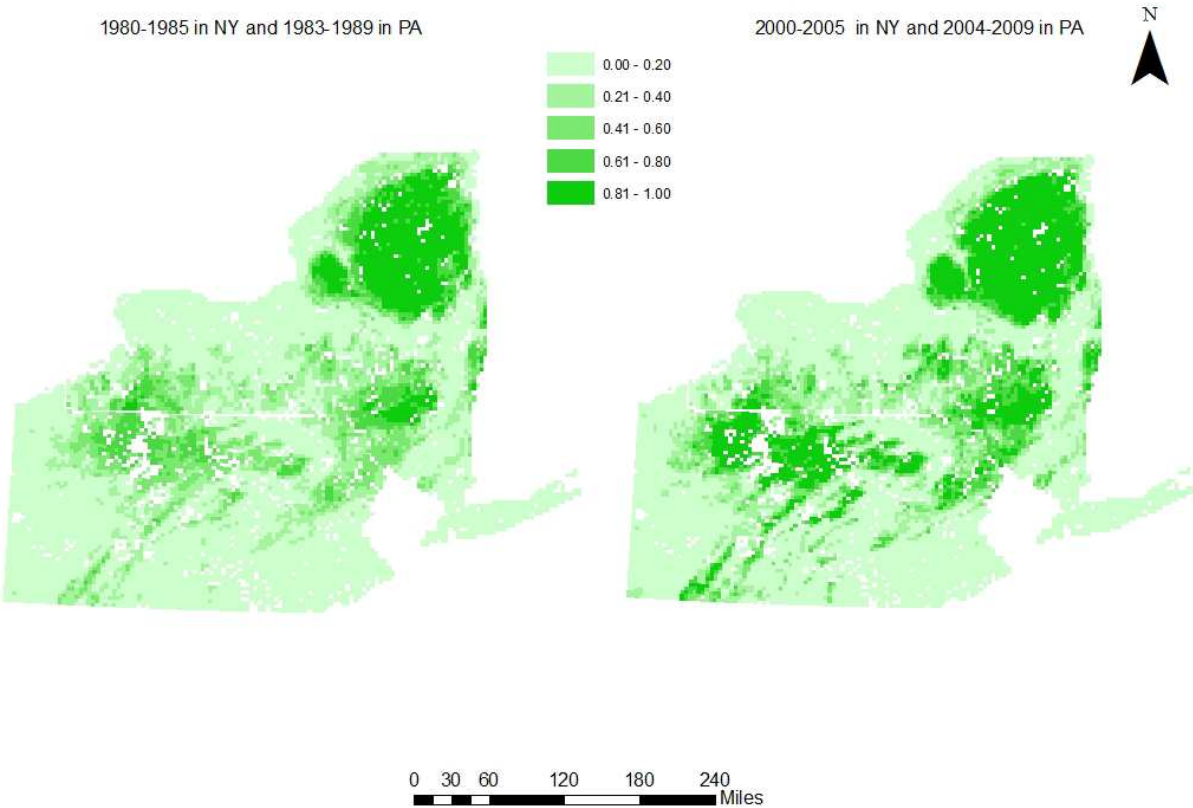 1980-1985 in NY and 1983-1989 in PA
2000-2005 in NY and 2004-2009 in PA
N
0.00 - 0.20
0.21 - 0.40
0.41 - 0.60
0.61 - 0.80
0.81 - 1.00
0 30 60 120 180 240
Miles